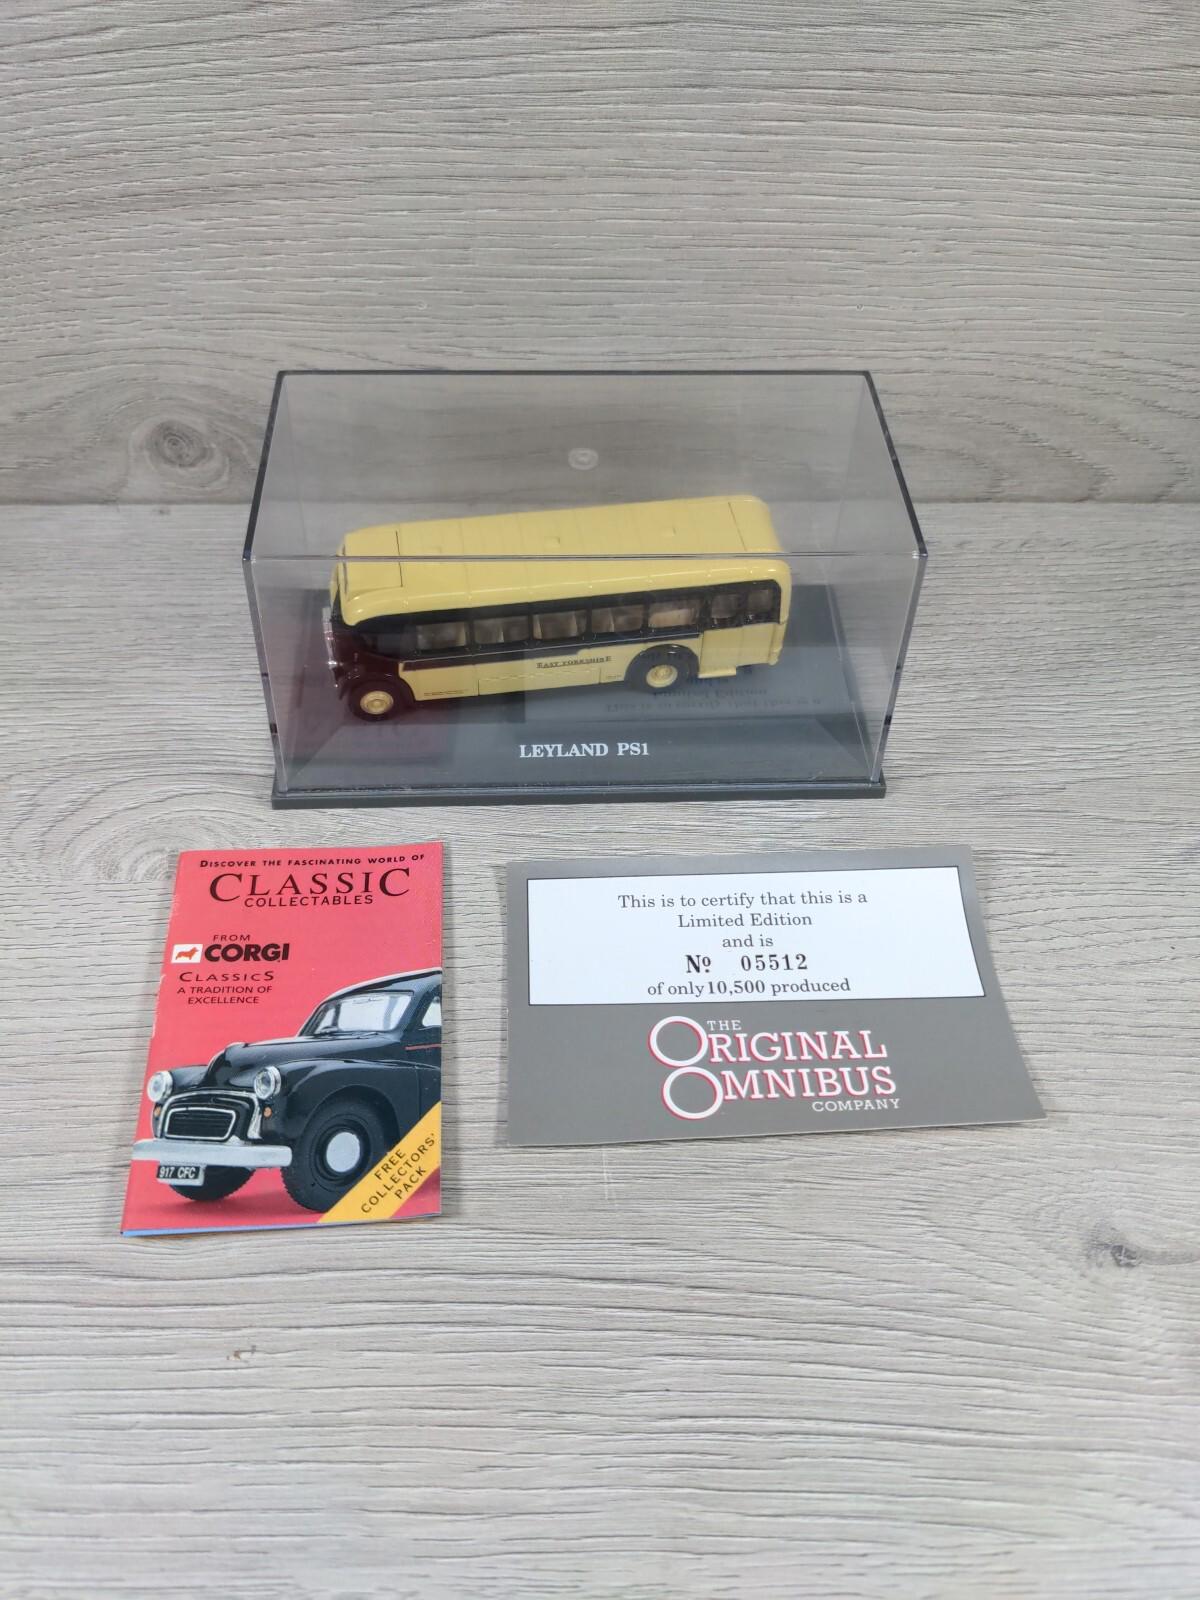 EAST YORKSHIRE
LEYLAND PS1
DISCOVER THE FASCINATING WORLD OF
CLASSIC
COLLECTABLES
FROM
CORGI
CLASSICS
A TRADITION OF
EXCELLENCE
917 CFC
FREE
COLLECTORS'
PACK
This is to certify that this is a
Limited Edition
and is
Nº 05512
of only 10,500 produced
THE
ORIGINAL
OMNIBUS
COMPANY